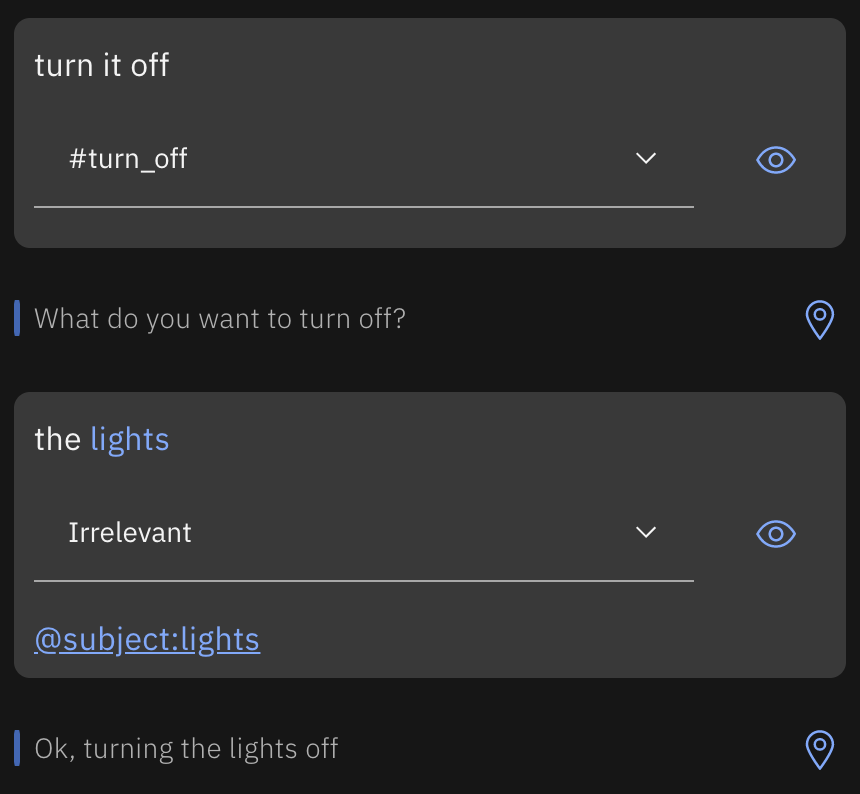 turn it off
#turn_off
What do you want to turn off?
the lights
Irrelevant
@subject:lights
Ok, turning the lights off